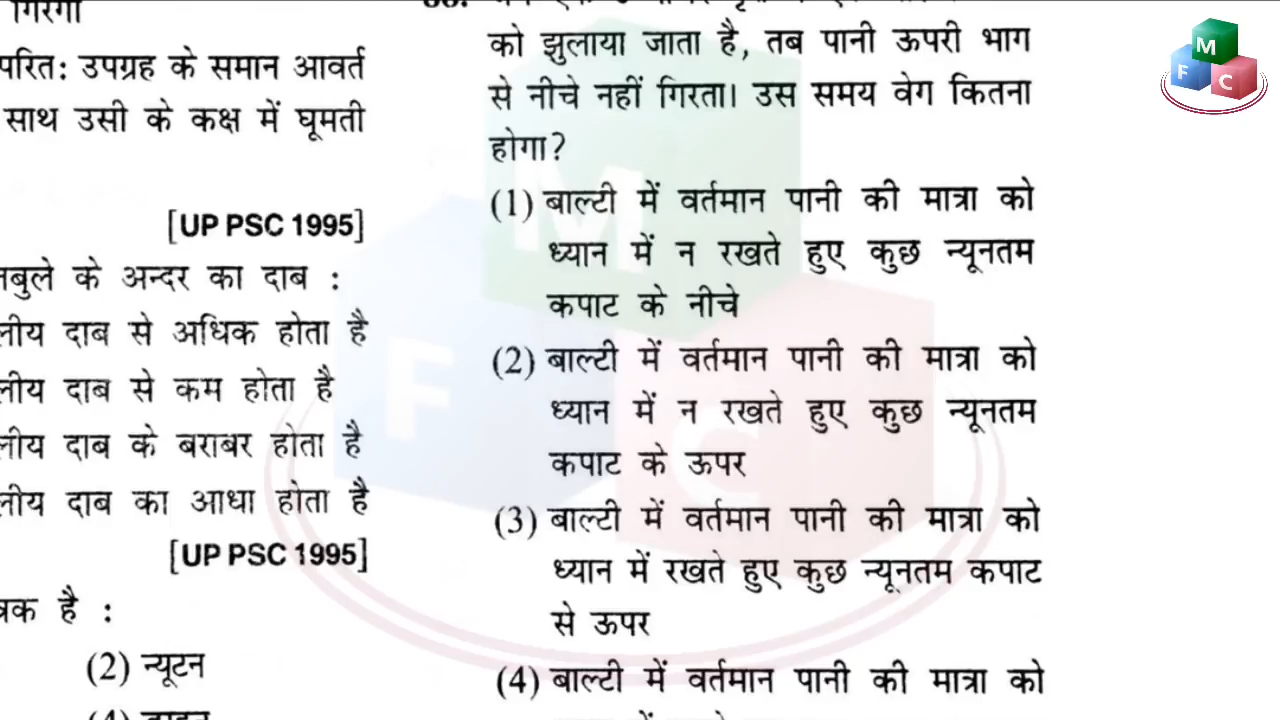 गिरगा
परित: उपग्रह के समान आवर्त
साथ उसी के कक्ष में घूमती
[UP PSC 1995]
बुले के अन्दर का दाब :
लीय दाब से अधिक होता है
लीय दाब से कम होता है
लीय दाब के बराबर होता है
लीय दाब का आधा होता है
[UP PSC 1995]
है :
(2) न्यूटन
को झुलाया जाता है, तब पानी ऊपरी भाग
से नीचे नहीं गिरता। उस समय वेग कितना
होगा?
(1) बाल्टी में वर्तमान पानी की मात्रा को
ध्यान में न रखते हुए कुछ न्यूनतम
कपाट के नीचे
(2) बाल्टी में वर्तमान पानी की मात्रा को
ध्यान में न रखते हुए कुछ न्यूनतम
कपाट के ऊपर
(3) बाल्टी में वर्तमान पानी की मात्रा को
ध्यान में रखते हुए कुछ न्यूनतम कपाट
से ऊपर
(4) बाल्टी में वर्तमान पानी की मात्रा को
M
F C
M
F C